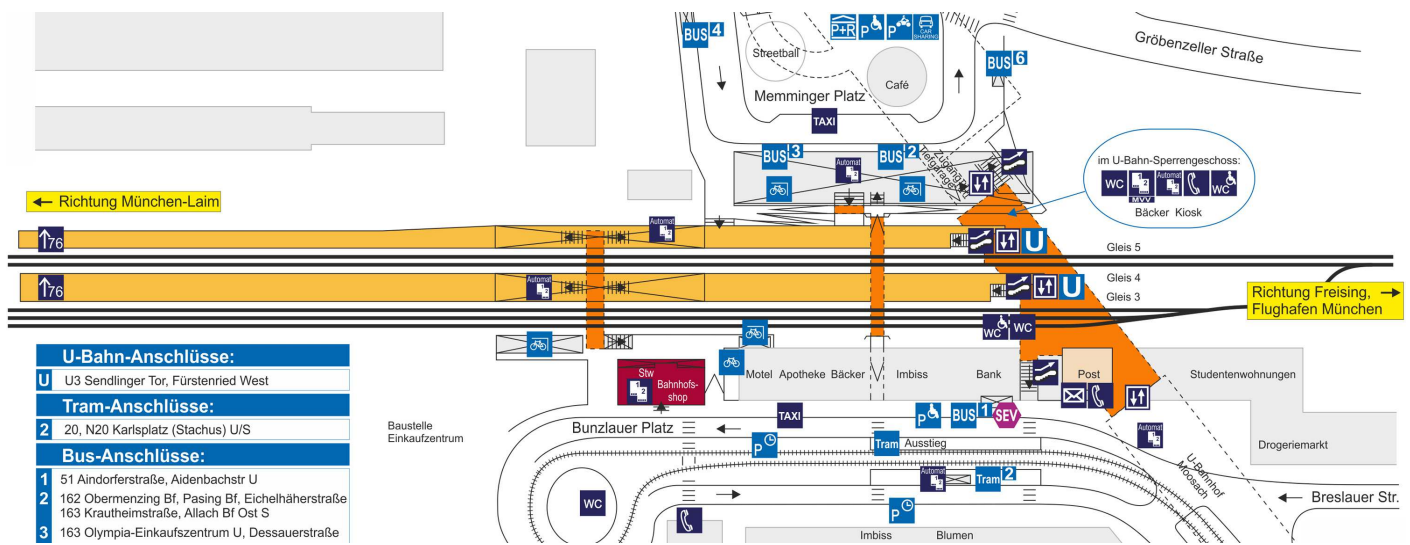 BUS 4
P+R
P
P
CAR
SHARING
Streetball
Café
BUS 6
Gröbenzeller Straße
Memminger Platz
TAXI
BUS 3
BUS 2
Automat
Zugang zu
Tiefgarage
im U-Bahn-Sperrengeschoss:
WC
MVV
Automat
WC
Bäcker Kiosk
← Richtung München-Laim
Automat
76
U
Gleis 5
76
Automat
U
Gleis 4
Gleis 3
Richtung Freising, →
Flughafen München
WC
WC
Stw
Bahnhofs-
shop
Motel Apotheke Bäcker Imbiss Bank
Post
Studentenwohnungen
Baustelle
Einkaufzentrum
Bunzlauer Platz
TAXI
P
BUS 1
SEV
Automat
Drogeriemarkt
P
Tram
Ausstieg
Automat
Tram 2
U-Bahnhof
Moosach
← Breslauer Str.
WC
P
Imbiss
Blumen
U-Bahn-Anschlüsse:
U U3 Sendlinger Tor, Fürstenried West
Tram-Anschlüsse:
2 20, N20 Karlsplatz (Stachus) U/S
Bus-Anschlüsse:
1 51 Aindorferstraße, Aidenbachstr U
2 162 Obermenzing Bf, Pasing Bf, Eichelhäherstraße
163 Krautheimstraße, Allach Bf Ost S
3 163 Olympia-Einkaufszentrum U, Dessauerstraße